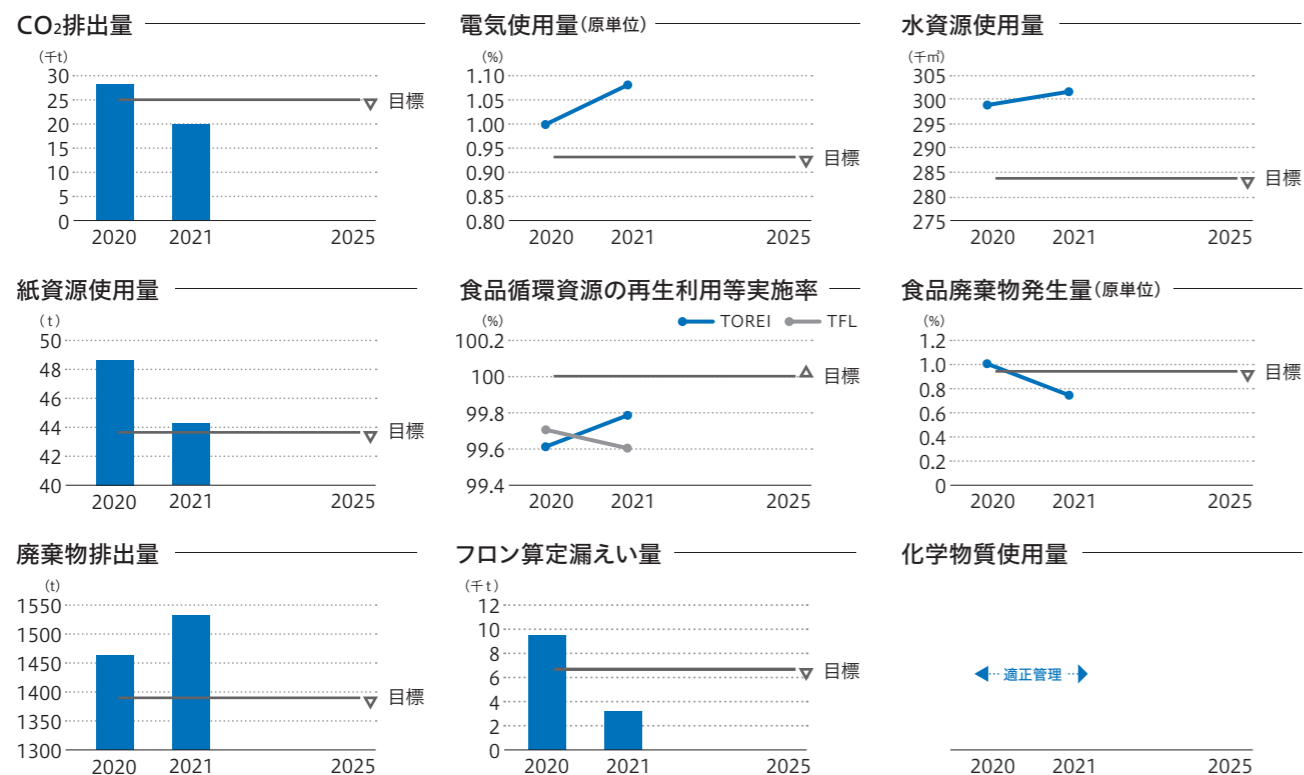 CO₂排出量
(千t)
30
25
20
15
10
5
0
目標
2020 2021 2025
電気使用量(原単位)
(%)
1.10
1.05
1.00
0.95
0.90
0.85
0.80
目標
2020 2021 2025
水資源使用量
(千㎥)
305
300
295
290
285
280
275
目標
2020 2021 2025
紙資源使用量
(t)
50
48
46
44
42
40
目標
2020 2021 2025
食品循環資源の再生利用等実施率
(%)
TOREI TFL
100.2
100
99.8
99.6
99.4
目標
2020 2021 2025
食品廃棄物発生量(原単位)
(%)
1.2
1.0
0.8
0.6
0.4
0.2
0
目標
2020 2021 2025
廃棄物排出量
(t)
1550
1500
1450
1400
1350
1300
目標
2020 2021 2025
フロン算定漏えい量
(千t)
12
10
8
6
4
2
0
目標
2020 2021 2025
化学物質使用量
適正管理
2020 2021 2025